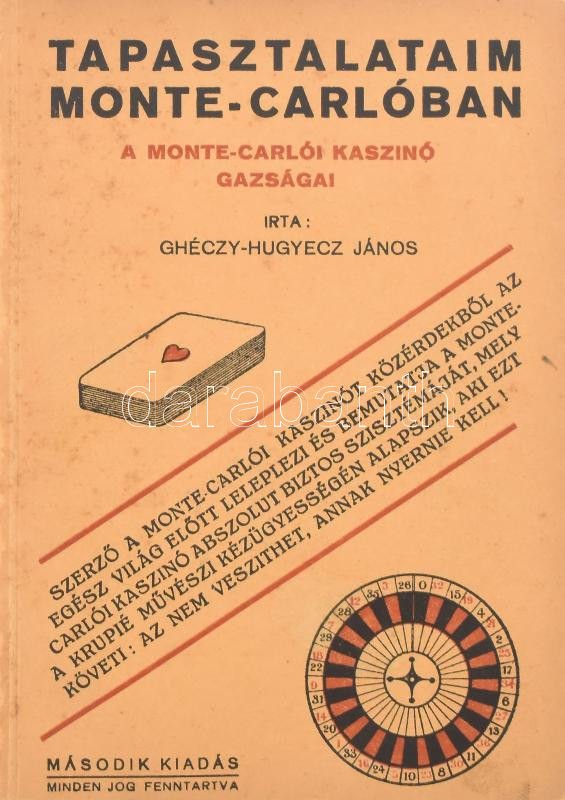 TAPASZTALATAIM
MONTE-CARLÓBAN
A MONTE-CARLÓI KASZINÓ
GAZSÁGAI
IRTA:
GHÉCZY-HUGYECZ JÁNOS
SZERZŐ A MONTE-CARLÓI KASZINÓT KÖZÉRDEKBŐL AZ
EGÉSZ VILÁG ELŐTT LELEPLEZI ÉS BEMUTATJA A MONTE-
CARLÓI KASZINÓ ABSZOLUT BIZTOS SZISZTÉMÁJÁT, MELY
A KRUPIÉ MŰVÉSZI KÉZÜGYESSÉGÉN ALAPSZIK, AKI EZT
KÖVETI: AZ NEM VESZITHET, ANNAK NYERNIE KELL!
darabanth
MÁSODIK KIADÁS
MINDEN JOG FENNTARTVA